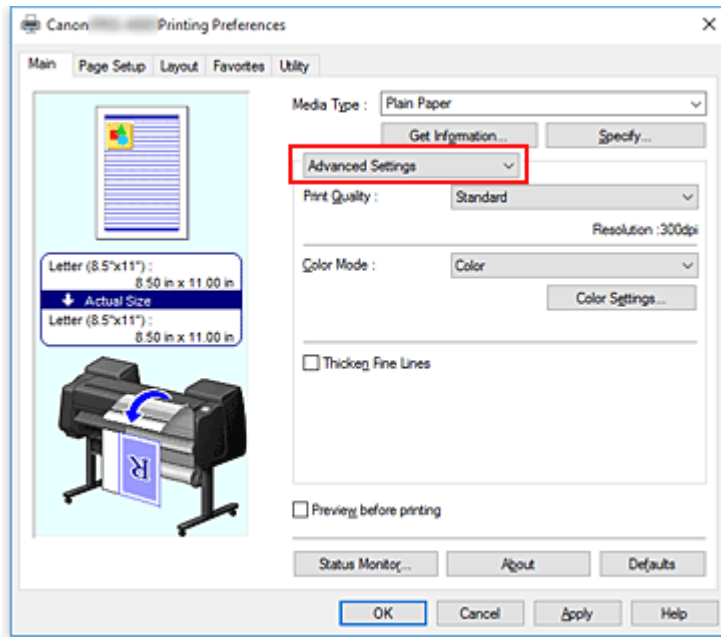 Canon Printing Preferences
Main Page Setup Layout Favorites Utility
Media Type : Plain Paper
Get Information... Specify...
Advanced Settings
Print Quality : Standard
Resolution :300dpi
Color Mode : Color
Color Settings...
Thicken Fine Lines
Letter (8.5"x11") :
8.50 in x 11.00 in
Actual Size
Letter (8.5"x11") :
8.50 in x 11.00 in
R
Preview before printing
Status Monitor... About Defaults
OK Cancel Apply Help